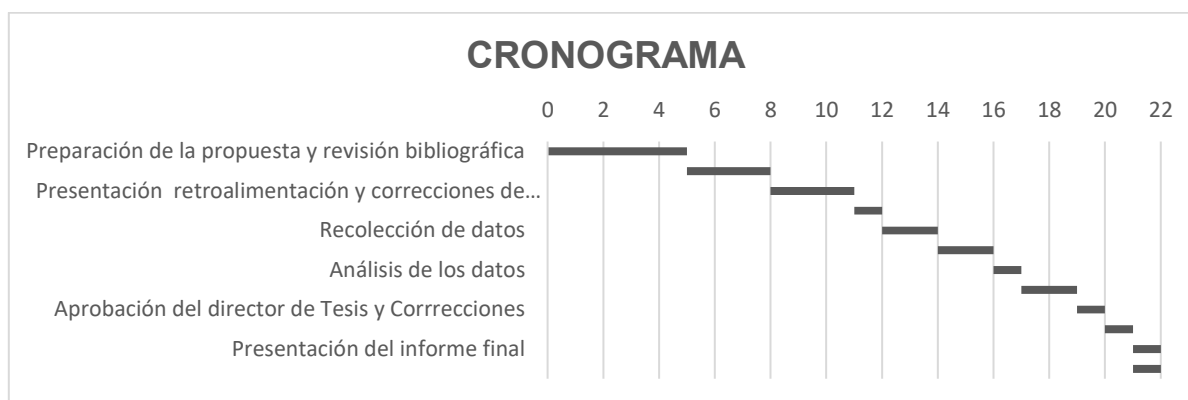 CRONOGRAMA
0 2 4 6 8 10 12 14 16 18 20 22
Preparación de la propuesta y revisión bibliográfica
Presentación retroalimentación y correcciones de...
Recolección de datos
Análisis de los datos
Aprobación del director de Tesis y Corrrecciones
Presentación del informe final